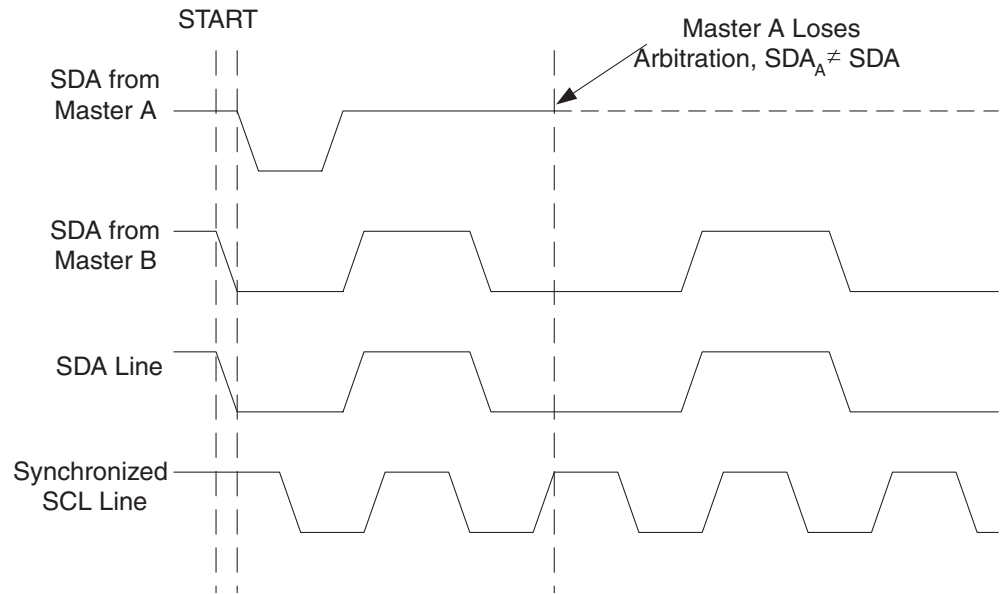 START
Master A Loses
Arbitration, SDA_A ≠ SDA
SDA from
Master A
SDA from
Master B
SDA Line
Synchronized
SCL Line